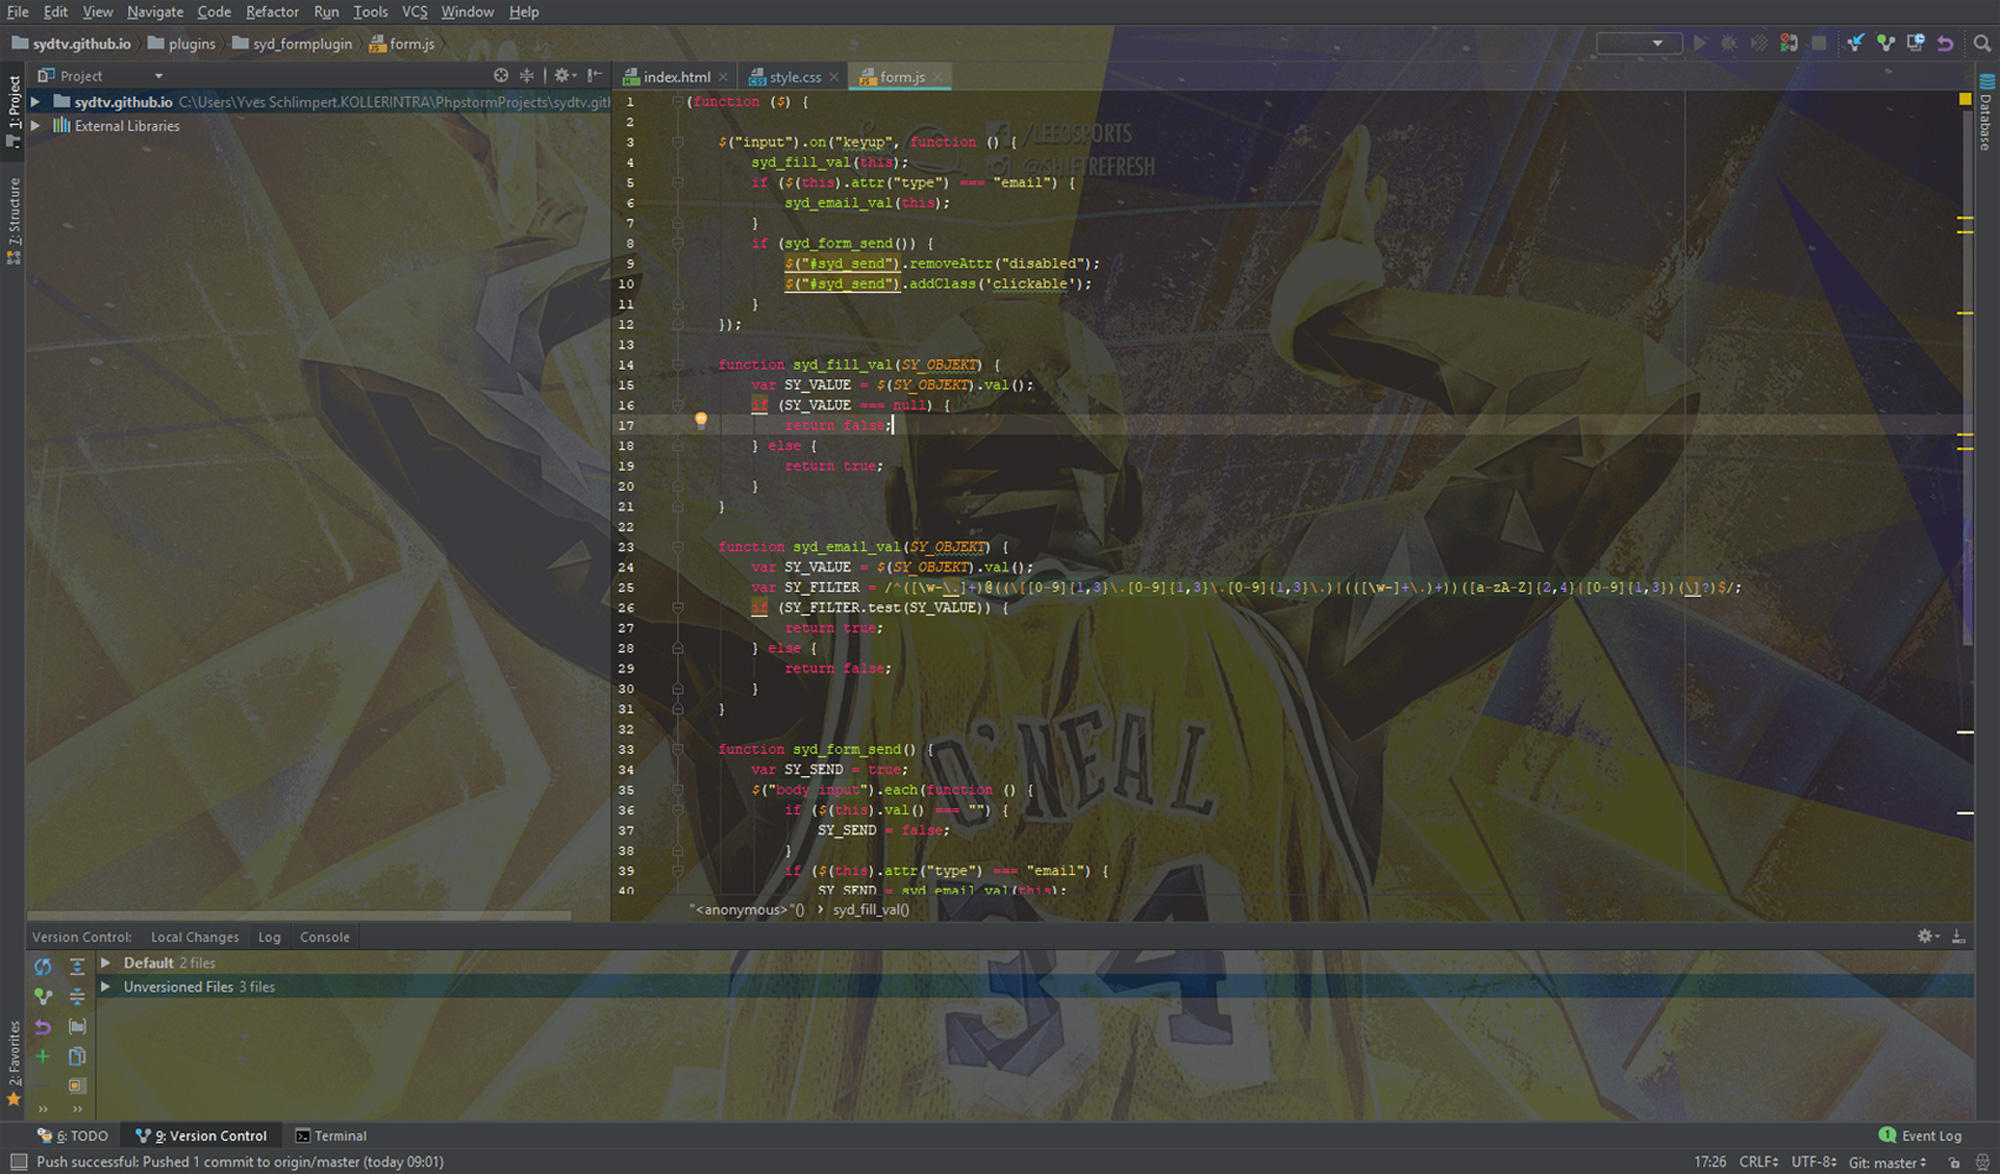 File Edit View Navigate Code Refactor Run Tools VCS Window Help
sydtv.github.io plugins syd_formplugin form.js
Project
index.html style.css form.js
1: Project
7: Structure
2: Favorites
Database
sydtv.github.io C:\Users\Yves Schlimpert.KOLLERINTRA\PhpstormProjects\sydtv.gitl
External Libraries
/LEEOSPORTS
@SHIFTREFRESH
1 (function ($) {
2
3 $("input").on("keyup", function () {
4 syd_fill_val(this);
5 if ($(this).attr("type") === "email") {
6 syd_email_val(this);
7 }
8 if (syd_form_send()) {
9 $("#syd_send").removeAttr("disabled");
10 $("#syd_send").addClass('clickable');
11 }
12 });
13
14 function syd_fill_val(SY_OBJEKT) {
15 var SY_VALUE = $(SY_OBJEKT).val();
16 if (SY_VALUE === null) {
17 return false;
18 } else {
19 return true;
20 }
21 }
22
23 function syd_email_val(SY_OBJEKT) {
24 var SY_VALUE = $(SY_OBJEKT).val();
25 var SY_FILTER = /^([\w-\.]+)@((\[[0-9]{1,3}\.[0-9]{1,3}\.[0-9]{1,3}\.)|(([\w-]+\.)+))([a-zA-Z]{2,4}|[0-9]{1,3})(\]?)$/;
26 if (SY_FILTER.test(SY_VALUE)) {
27 return true;
28 } else {
29 return false;
30 }
31 }
32
33 function syd_form_send() {
34 var SY_SEND = true;
35 $("body input").each(function () {
36 if ($(this).val() === "") {
37 SY_SEND = false;
38 }
39 if ($(this).attr("type") === "email") {
40 SY_SEND = syd_email_val(this);
O'NEAL
34
"<anonymous>"() › syd_fill_val()
Version Control: Local Changes Log Console
Default 2 files
Unversioned Files 3 files
6: TODO 9: Version Control Terminal 1 Event Log
Push successful: Pushed 1 commit to origin/master (today 09:01) 17:26 CRLF UTF-8 Git: master